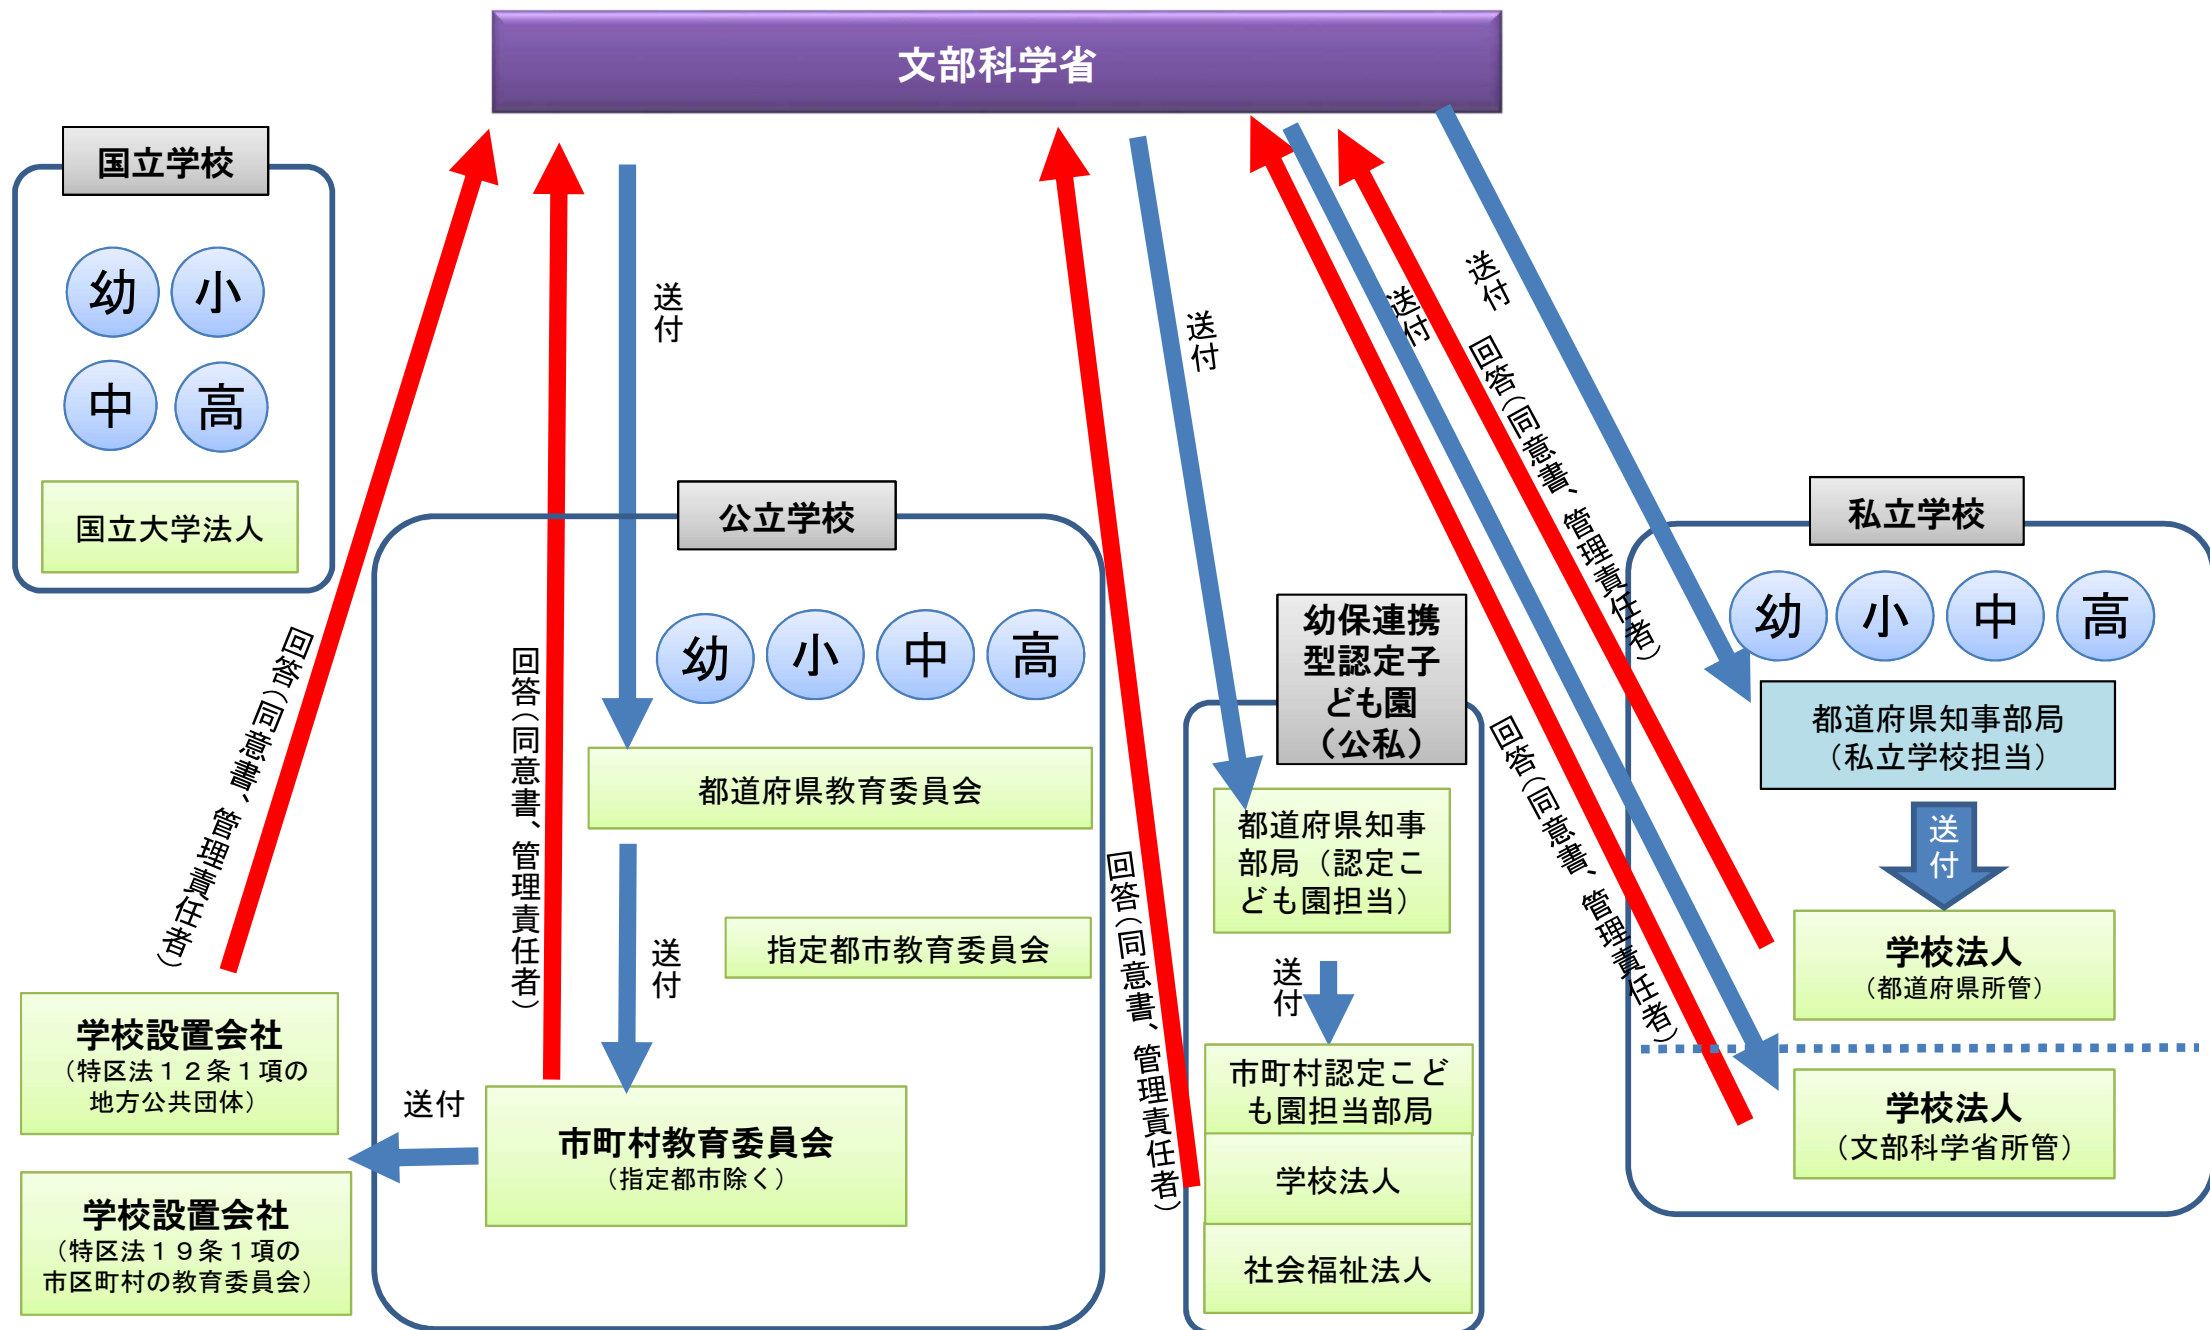 文部科学省
国立学校
幼
小
中
高
国立大学法人
回答（同意書、管理責任者）
学校設置会社
（特区法１２条１項の
地方公共団体）
学校設置会社
（特区法１９条１項の
市区町村の教育委員会）
送付
公立学校
送付
幼
小
中
高
回答（同意書、管理責任者）
都道府県教育委員会
指定都市教育委員会
送付
市町村教育委員会
（指定都市除く）
送付
幼保連携
型認定子
ども園
（公私）
都道府県知事
部局（認定こ
ども園担当）
送付
市町村認定こど
も園担当部局
学校法人
社会福祉法人
回答（同意書、管理責任者）
送付
送付
回答（同意書、管理責任者）
回答（同意書、管理責任者）
私立学校
幼
小
中
高
都道府県知事部局
（私立学校担当）
送付
学校法人
（都道府県所管）
学校法人
（文部科学省所管）